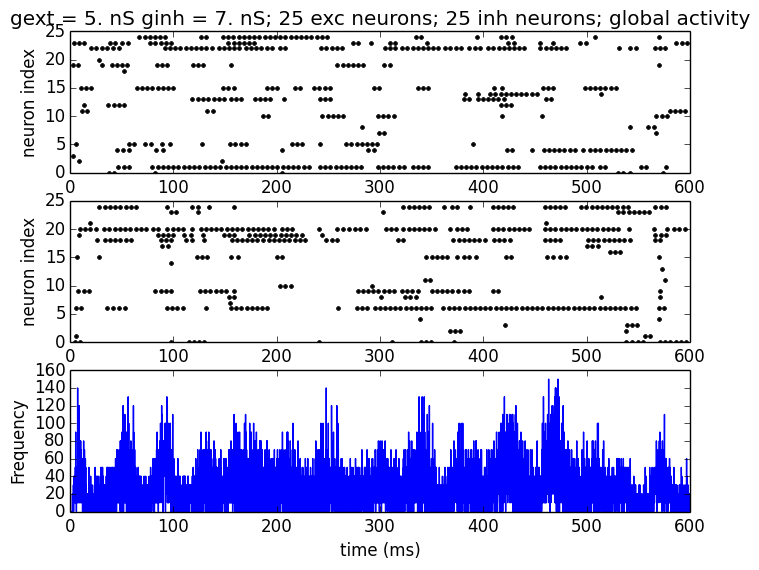 gext = 5. nS ginh = 7. nS; 25 exc neurons; 25 inh neurons; global activity
25
20
15
10
5
0
neuron index
0 100 200 300 400 500 600
25
20
15
10
5
0
neuron index
0 100 200 300 400 500 600
160
140
120
100
80
60
40
20
0
Frequency
0 100 200 300 400 500 600
time (ms)